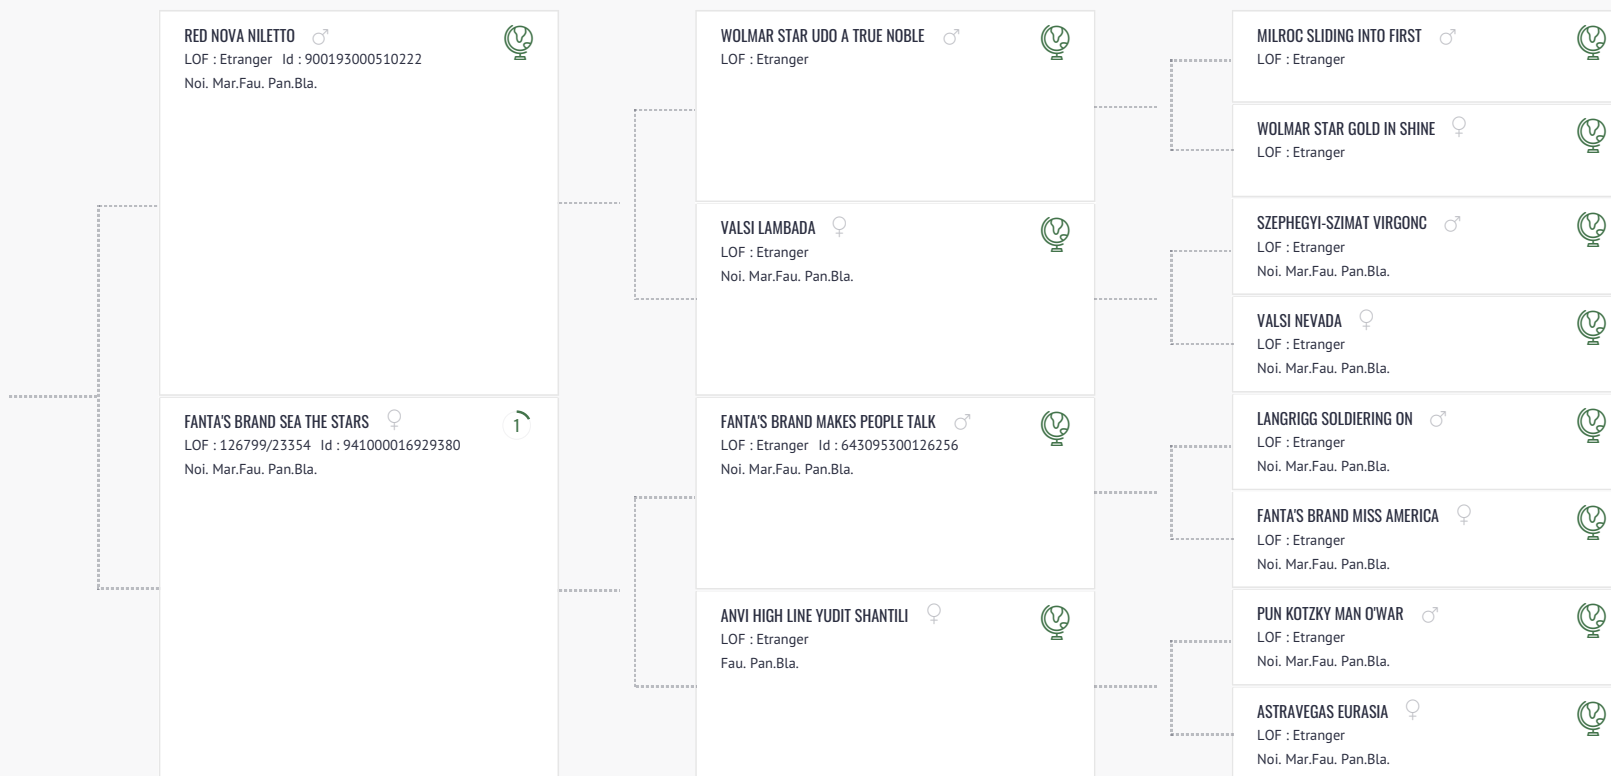 RED NOVA NILETTO
LOF : Etranger Id : 900193000510222
Noi. Mar.Fau. Pan.Bla.
FANTA'S BRAND SEA THE STARS
1
LOF : 126799/23354 Id : 941000016929380
Noi. Mar.Fau. Pan.Bla.
WOLMAR STAR UDO A TRUE NOBLE
LOF : Etranger
VALSI LAMBADA
LOF : Etranger
Noi. Mar.Fau. Pan.Bla.
FANTA'S BRAND MAKES PEOPLE TALK
LOF : Etranger Id : 643095300126256
Noi. Mar.Fau. Pan.Bla.
ANVI HIGH LINE YUDIT SHANTILI
LOF : Etranger
Fau. Pan.Bla.
MILROC SLIDING INTO FIRST
LOF : Etranger
WOLMAR STAR GOLD IN SHINE
LOF : Etranger
SZEPHEGYI-SZIMAT VIRGONC
LOF : Etranger
Noi. Mar.Fau. Pan.Bla.
VALSI NEVADA
LOF : Etranger
Noi. Mar.Fau. Pan.Bla.
LANGRIGG SOLDIERING ON
LOF : Etranger
Noi. Mar.Fau. Pan.Bla.
FANTA'S BRAND MISS AMERICA
LOF : Etranger
Noi. Mar.Fau. Pan.Bla.
PUN KOTZKY MAN O'WAR
LOF : Etranger
Noi. Mar.Fau. Pan.Bla.
ASTRAVEGAS EURASIA
LOF : Etranger
Noi. Mar.Fau. Pan.Bla.